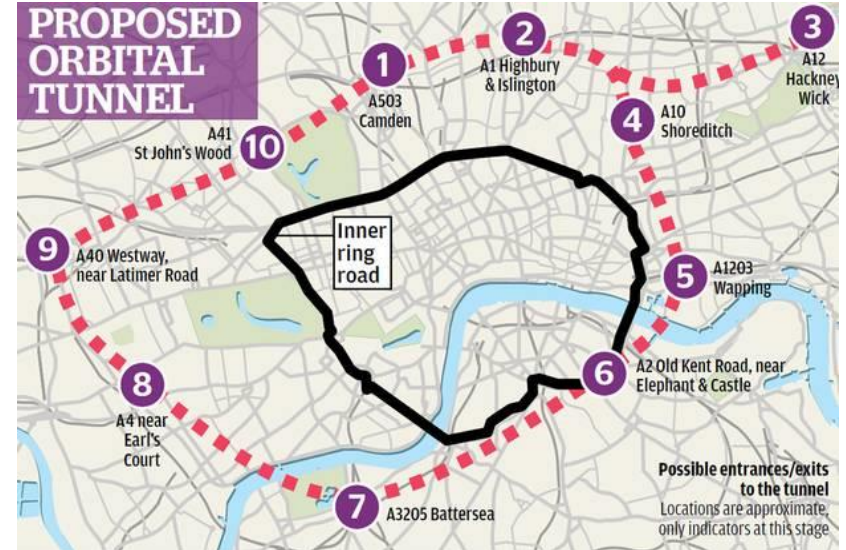 PROPOSED
ORBITAL
TUNNEL
1
A503
Camden
2
A1 Highbury
& Islington
3
A12
Hackney
Wick
4
A10
Shoreditch
5
A1203
Wapping
6
A2 Old Kent Road, near
Elephant & Castle
7
A3205 Battersea
8
A4 near
Earl's
Court
9
A40 Westway,
near Latimer Road
10
A41
St John's Wood
Inner
ring
road
Possible entrances/exits
to the tunnel
Locations are approximate,
only indicators at this stage